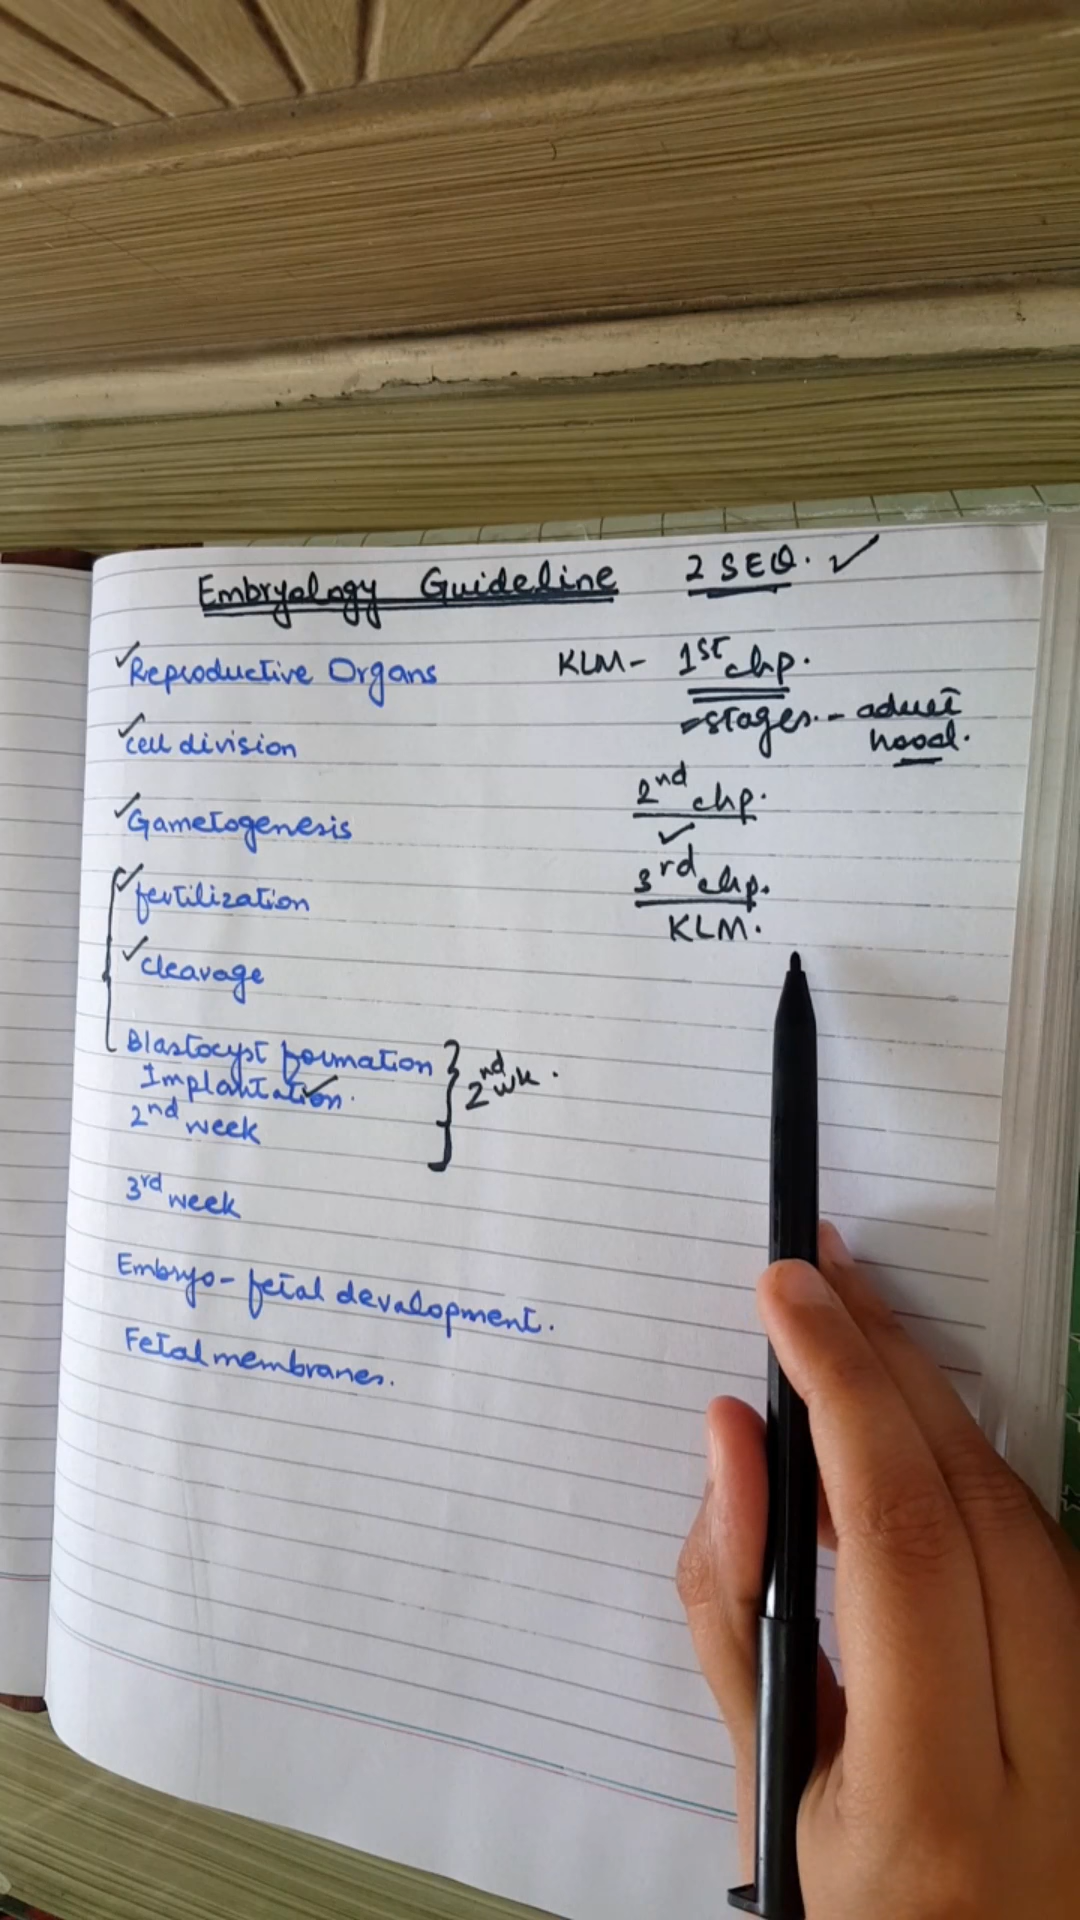 Embryology Guideline 2 SEQ. ✓
✓Reproductive Organs KLM- 1st chp.
-stages. - adult
hood.
✓cell division
2nd chp.
✓Gametogenesis
✓
3rd chp.
✓fertilization
KLM.
✓cleavage
Blastocyst formation
Implantation. ✓
2nd week
2nd wk.
3rd week
Embryo-fetal devalopment.
Fetal membranes.